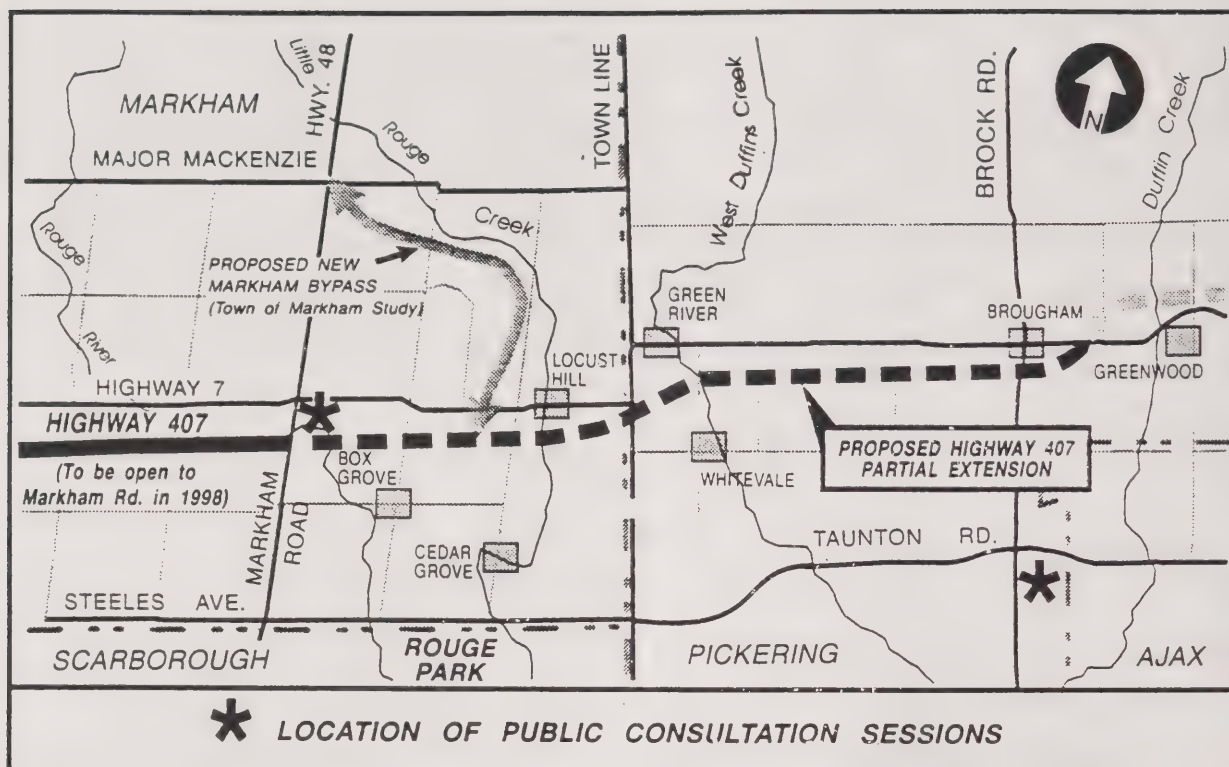 MARKHAM
MAJOR MACKENZIE
Little
HWY. 48
Rouge
Creek
TOWN LINE
West Duffins Creek
BROCK RD.
N
Duffin Creek
Rouge
River
PROPOSED NEW
MARKHAM BYPASS
(Town of Markham Study)
GREEN
RIVER
BROUGHAM
GREENWOOD
LOCUST
HILL
HIGHWAY 7
HIGHWAY 407
(To be open to
Markham Rd. in 1998)
BOX
GROVE
MARKHAM
ROAD
CEDAR
GROVE
WHITEVALE
PROPOSED HIGHWAY 407
PARTIAL EXTENSION
TAUNTON RD.
STEELES AVE.
SCARBOROUGH
ROUGE
PARK
PICKERING
AJAX
* LOCATION OF PUBLIC CONSULTATION SESSIONS